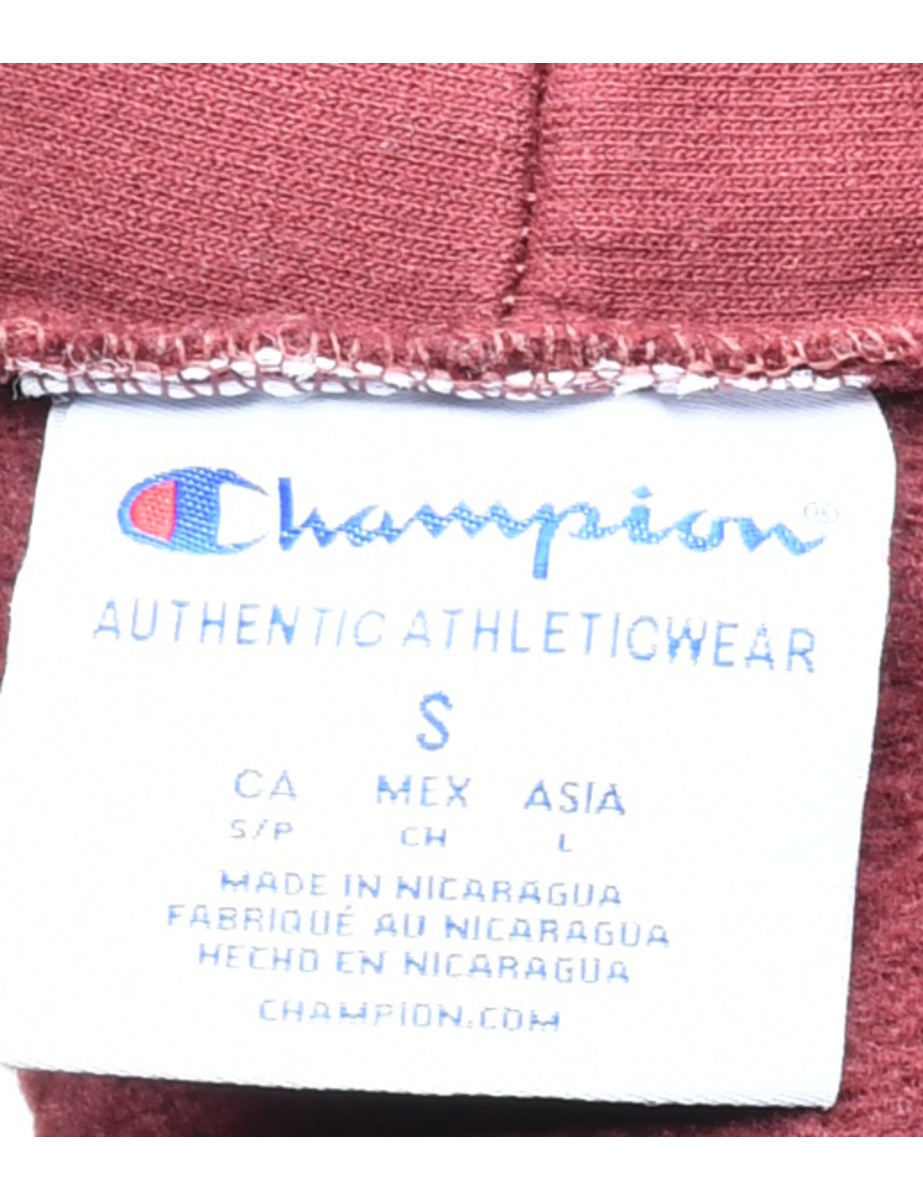 Champion®
AUTHENTIC ATHLETICWEAR
S
CA MEX ASIA
S/P CH L
MADE IN NICARAGUA
FABRIQUÉ AU NICARAGUA
HECHO EN NICARAGUA
CHAMPION.COM